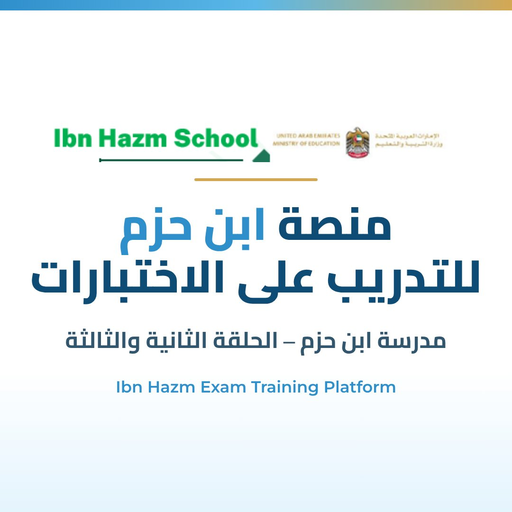 Ibn Hazm School
UNITED ARAB EMIRATES
MINISTRY OF EDUCATION
الإمارات العربية المتحدة
وزارة التربية والتعليم
منصة ابن حزم
للتدريب على الاختبارات
مدرسة ابن حزم – الحلقة الثانية والثالثة
Ibn Hazm Exam Training Platform